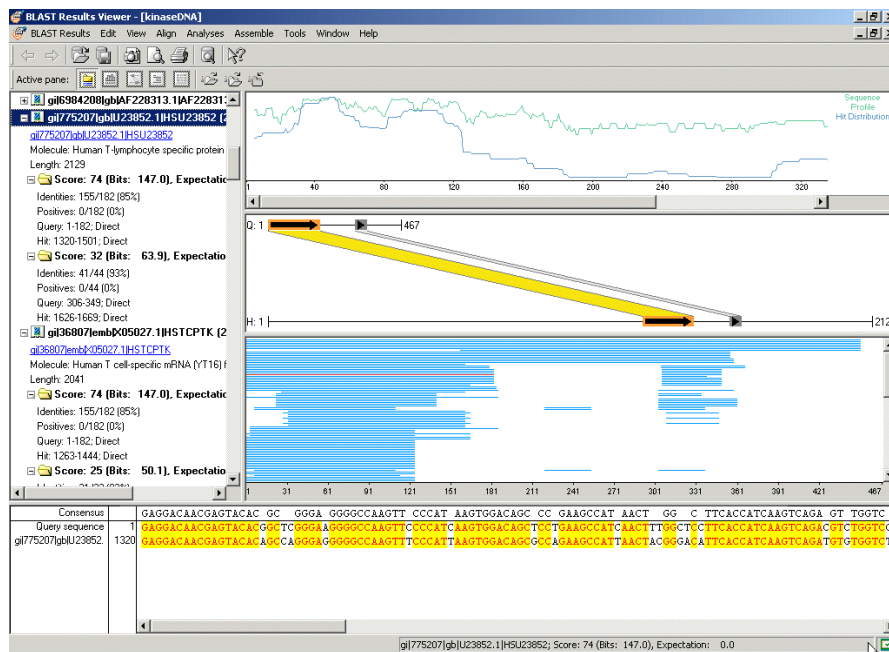 BLAST Results Viewer - [kinaseDNA]
BLAST Results Edit View Align Analyses Assemble Tools Window Help
Active pane:
gi|6984208|gb|AF228313.1|AF22831
gi|775207|gb|U23852.1|HSU23852 (2
gi|775207|gb|U23852.1|HSU23852
Molecule: Human T-lymphocyte specific protein
Length: 2129
Score: 74 (Bits: 147.0), Expectatio
Identities: 155/182 (85%)
Positives: 0/182 (0%)
Query: 1-182; Direct
Hit: 1320-1501; Direct
Score: 32 (Bits: 63.9), Expectatio
Identities: 41/44 (93%)
Positives: 0/44 (0%)
Query: 306-349; Direct
Hit: 1626-1669; Direct
gi|36807|emb|X05027.1|HSTCPTK (2
gi|36807|emb|X05027.1|HSTCPTK
Molecule: Human T cell-specific mRNA (YT16) f
Length: 2041
Score: 74 (Bits: 147.0), Expectatio
Identities: 155/182 (85%)
Positives: 0/182 (0%)
Query: 1-182; Direct
Hit: 1263-1444; Direct
Score: 25 (Bits: 50.1), Expectatio
Sequence
Profile
Hit Distribution
1 40 80 120 160 200 240 280 320
Q: 1 467
H: 1 212
1 31 61 91 121 151 181 211 241 271 301 331 361 391 421 467
Consensus GAGGACAACGAGTACAC GC GGGA GGGGCCAAGTT CCCAT AAGTGGACAGC CC GAAGCCAT AACT GG C TTCACCATCAAGTCAGA GT TGGTC
Query sequence 1 GAGGACAACGAGTACACGGCTCGGGAAGGGGCCAAGTTCCCCATCAAGTGGACAGCTCCTGAAGCCATCAACTTTGGCTCCTTCACCATCAAGTCAGACGTCTGGTCC
gi|775207|gb|U23852. 1320 GAGGACAACGAGTACACAGCCAGGGAGGGGGCCAAGTTTCCCATTAAGTGGACAGCGCCAGAAGCCATTAACTACGGGACATTCACCATCAAGTCAGATGTGTGGTCT
gi|775207|gb|U23852.1|HSU23852; Score: 74 (Bits: 147.0), Expectation: 0.0